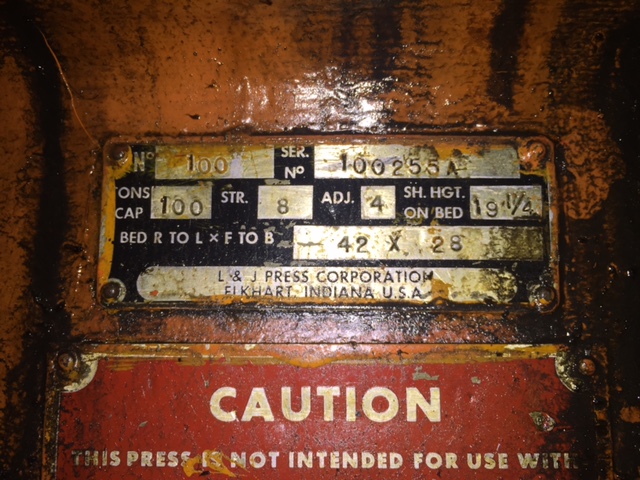 Nº 100 SER. Nº 100255A
TONS CAP 100 STR. 8 ADJ. 4 SH. HGT. ON BED 19 1/4
BED R TO L × F TO B 42 X 28
L & J PRESS CORPORATION
ELKHART, INDIANA U.S.A.
CAUTION
THIS PRESS IS NOT INTENDED FOR USE WITH